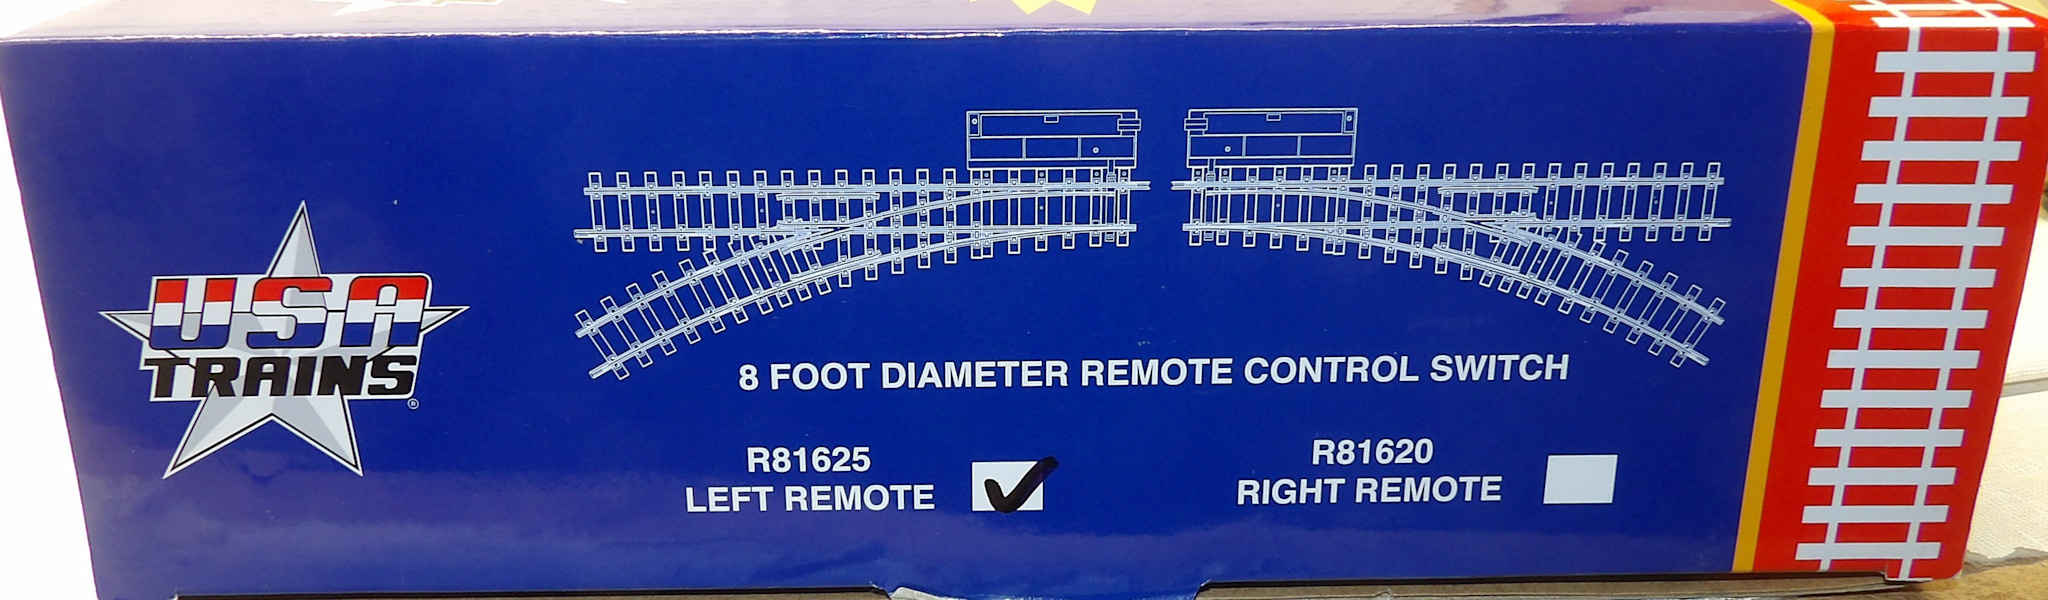 USA
TRAINS®
8 FOOT DIAMETER REMOTE CONTROL SWITCH
R81625
LEFT REMOTE
R81620
RIGHT REMOTE